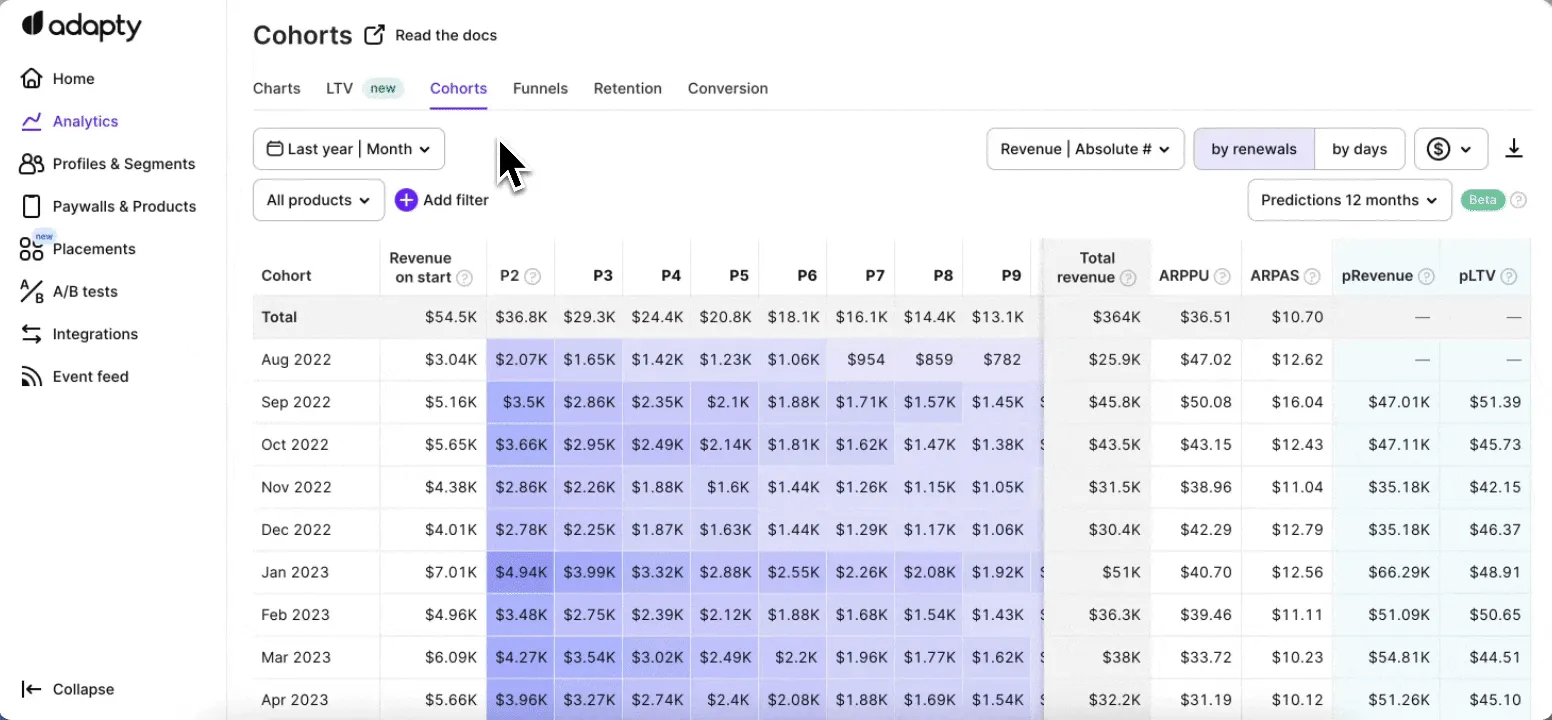 adapty
Home
Analytics
Profiles & Segments
Paywalls & Products
new
Placements
A/B tests
Integrations
Event feed
Collapse
Cohorts Read the docs
Charts LTV new Cohorts Funnels Retention Conversion
Last year | Month Revenue | Absolute # by renewals by days $
All products + Add filter Predictions 12 months Beta ?
Cohort Revenue on start ? P2 ? P3 P4 P5 P6 P7 P8 P9 Total revenue ? ARPPU ? ARPAS ? pRevenue ? pLTV ?
Total $54.5K $36.8K $29.3K $24.4K $20.8K $18.1K $16.1K $14.4K $13.1K $364K $36.51 $10.70 — —
Aug 2022 $3.04K $2.07K $1.65K $1.42K $1.23K $1.06K $954 $859 $782 $25.9K $47.02 $12.62 — —
Sep 2022 $5.16K $3.5K $2.86K $2.35K $2.1K $1.88K $1.71K $1.57K $1.45K $45.8K $50.08 $16.04 $47.01K $51.39
Oct 2022 $5.65K $3.66K $2.95K $2.49K $2.14K $1.81K $1.62K $1.47K $1.38K $43.5K $43.15 $12.43 $47.11K $45.73
Nov 2022 $4.38K $2.86K $2.26K $1.88K $1.6K $1.44K $1.26K $1.15K $1.05K $31.5K $38.96 $11.04 $35.18K $42.15
Dec 2022 $4.01K $2.78K $2.25K $1.87K $1.63K $1.44K $1.29K $1.17K $1.06K $30.4K $42.29 $12.79 $35.18K $46.37
Jan 2023 $7.01K $4.94K $3.99K $3.32K $2.88K $2.55K $2.26K $2.08K $1.92K $51K $40.70 $12.56 $66.29K $48.91
Feb 2023 $4.96K $3.48K $2.75K $2.39K $2.12K $1.88K $1.68K $1.54K $1.43K $36.3K $39.46 $11.11 $51.09K $50.65
Mar 2023 $6.09K $4.27K $3.54K $3.02K $2.49K $2.2K $1.96K $1.77K $1.62K $38K $33.72 $10.23 $54.81K $44.51
Apr 2023 $5.66K $3.96K $3.27K $2.74K $2.4K $2.08K $1.88K $1.69K $1.54K $32.2K $31.19 $10.12 $51.26K $45.10